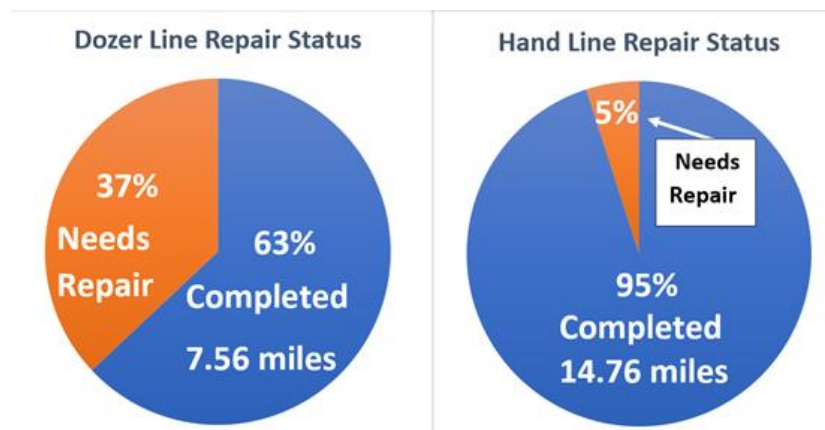 Dozer Line Repair Status
37%
Needs
Repair
63%
Completed
7.56 miles
Hand Line Repair Status
5%
Needs
Repair
95%
Completed
14.76 miles